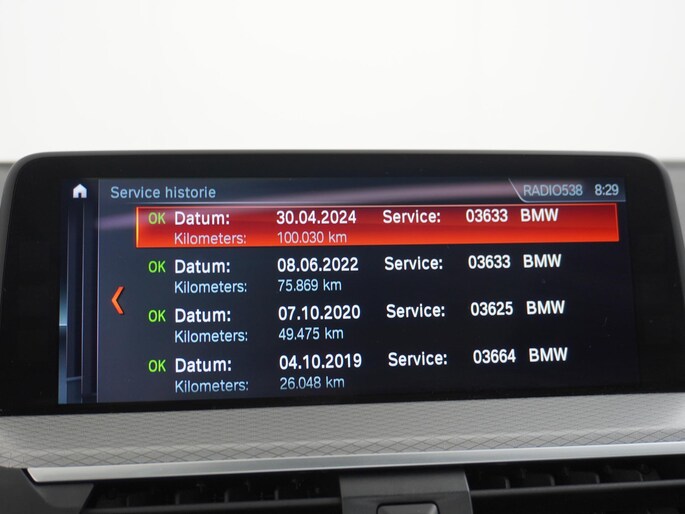 Service historie RADIO538 8:29
OK Datum: 30.04.2024 Service: 03633 BMW
Kilometers: 100.030 km
OK Datum: 08.06.2022 Service: 03633 BMW
Kilometers: 75.869 km
OK Datum: 07.10.2020 Service: 03625 BMW
Kilometers: 49.475 km
OK Datum: 04.10.2019 Service: 03664 BMW
Kilometers: 26.048 km